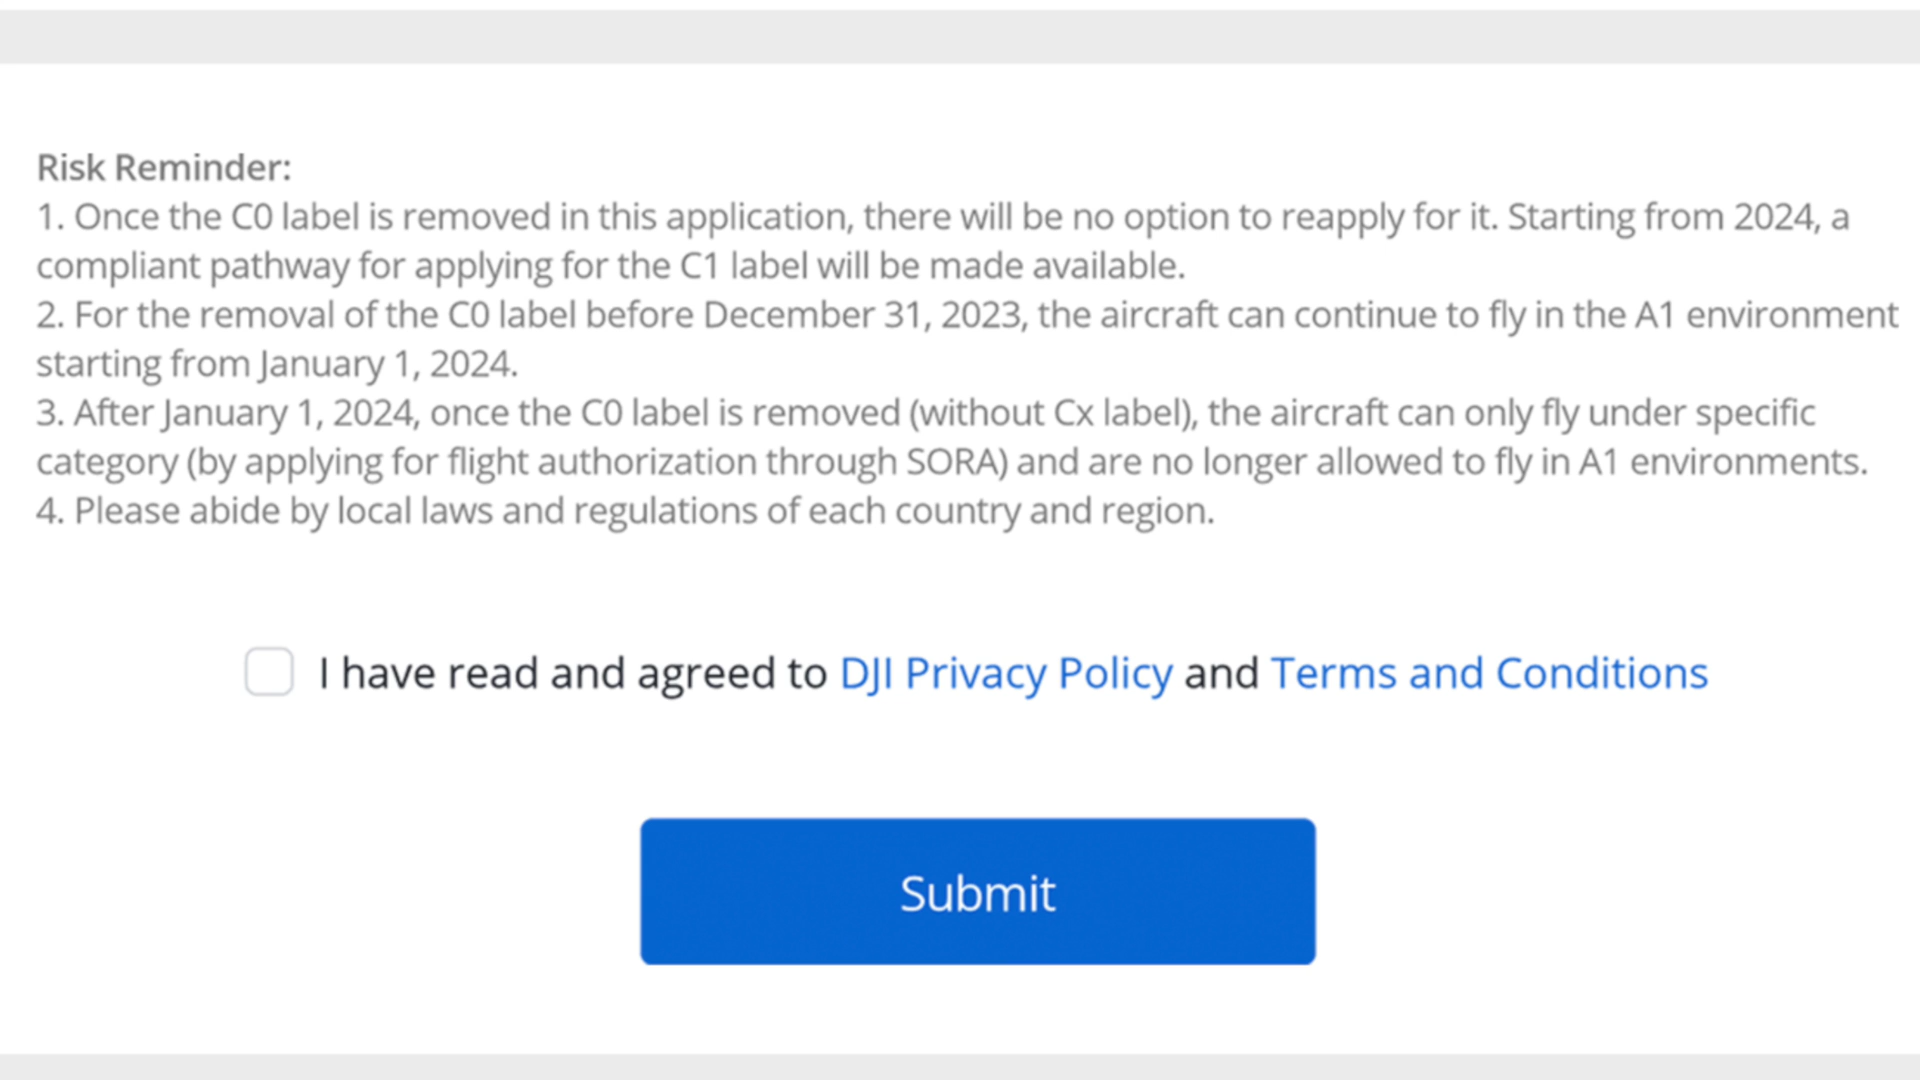 Risk Reminder:
1. Once the C0 label is removed in this application, there will be no option to reapply for it. Starting from 2024, a
compliant pathway for applying for the C1 label will be made available.
2. For the removal of the C0 label before December 31, 2023, the aircraft can continue to fly in the A1 environment
starting from January 1, 2024.
3. After January 1, 2024, once the C0 label is removed (without Cx label), the aircraft can only fly under specific
category (by applying for flight authorization through SORA) and are no longer allowed to fly in A1 environments.
4. Please abide by local laws and regulations of each country and region.
I have read and agreed to DJI Privacy Policy and Terms and Conditions
Submit